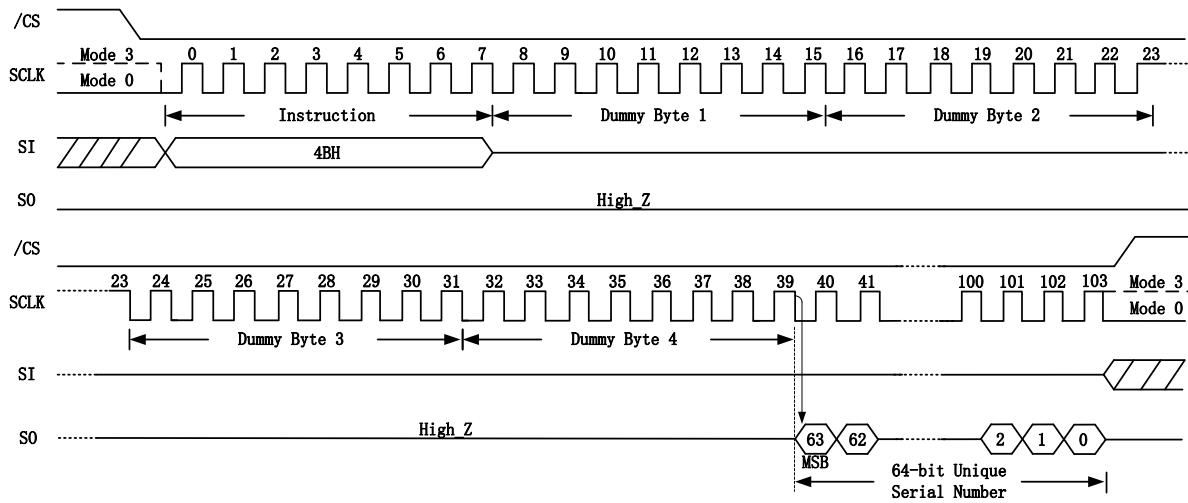 /CS
Mode 3 0 1 2 3 4 5 6 7 8 9 10 11 12 13 14 15 16 17 18 19 20 21 22 23
SCLK
Mode 0
Instruction Dummy Byte 1 Dummy Byte 2
SI 4BH
SO High_Z
/CS
23 24 25 26 27 28 29 30 31 32 33 34 35 36 37 38 39 40 41 100 101 102 103 Mode 3
SCLK
Mode 0
Dummy Byte 3 Dummy Byte 4
SI
SO High_Z 63 62 2 1 0
MSB
64-bit Unique
Serial Number